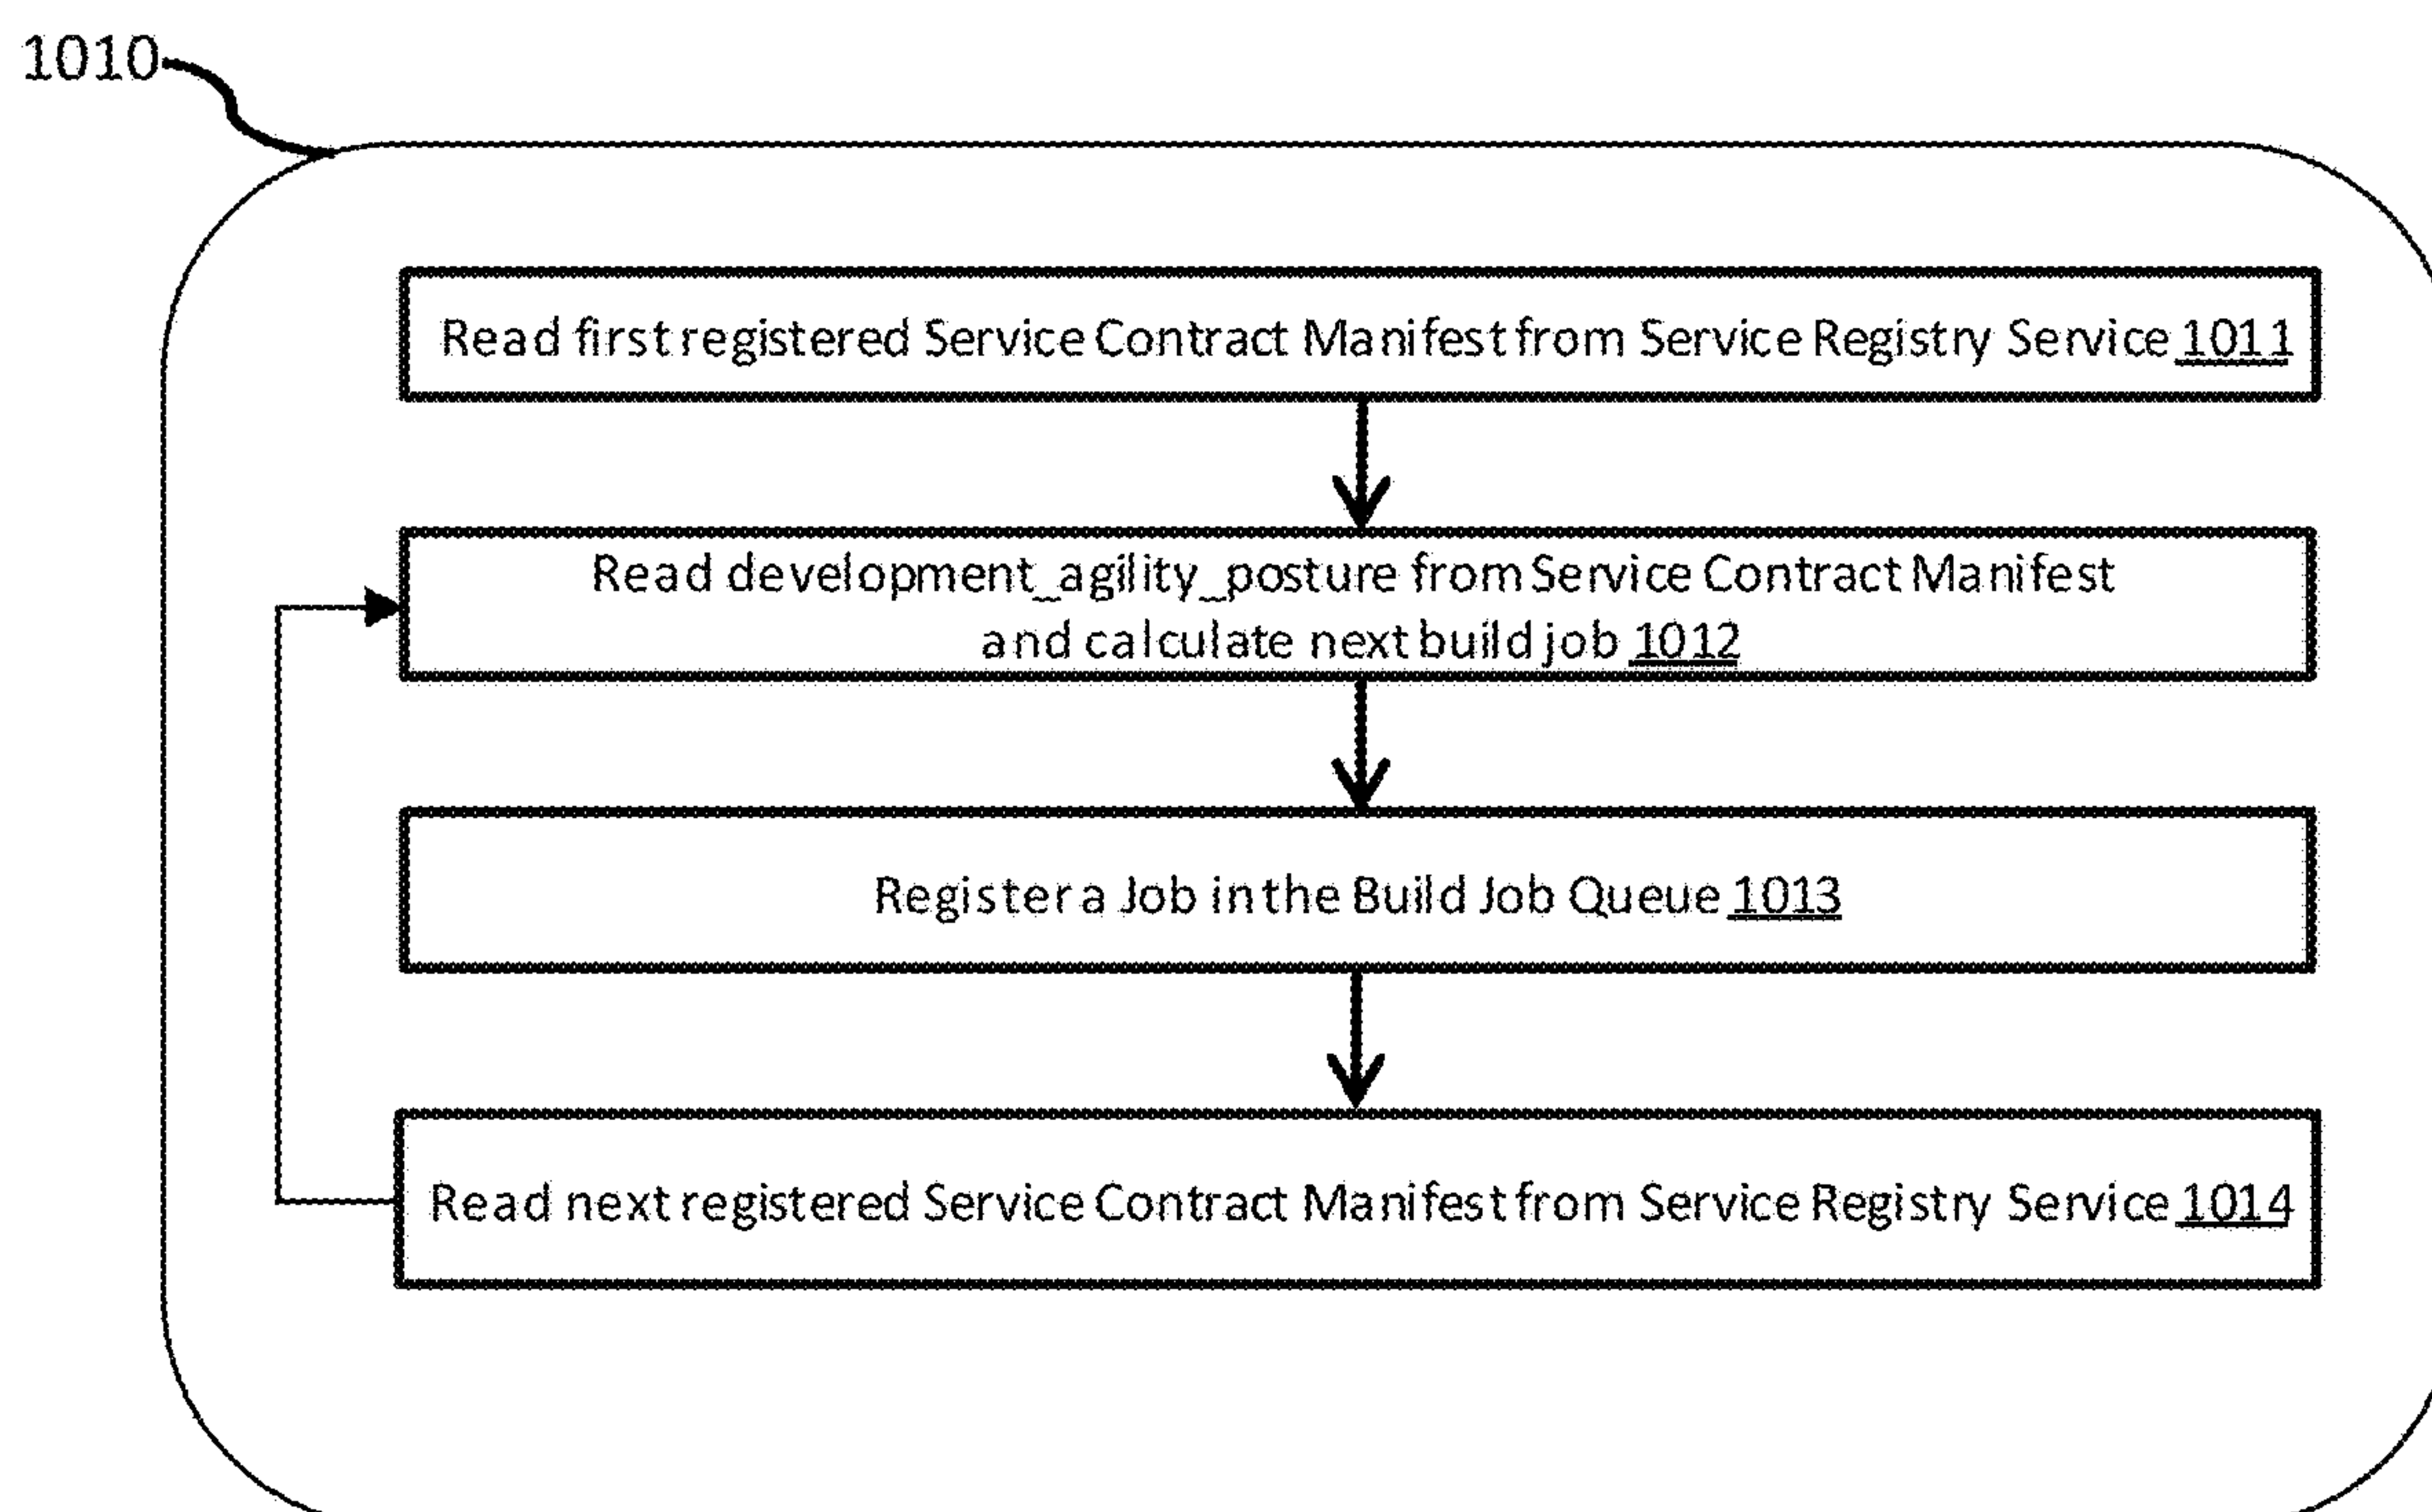 1010
Read first registered Service Contract Manifest from Service Registry Service 1011
Read development_agility_posture from Service Contract Manifest
and calculate next build job 1012
Register a Job in the Build Job Queue 1013
Read next registered Service Contract Manifest from Service Registry Service 1014